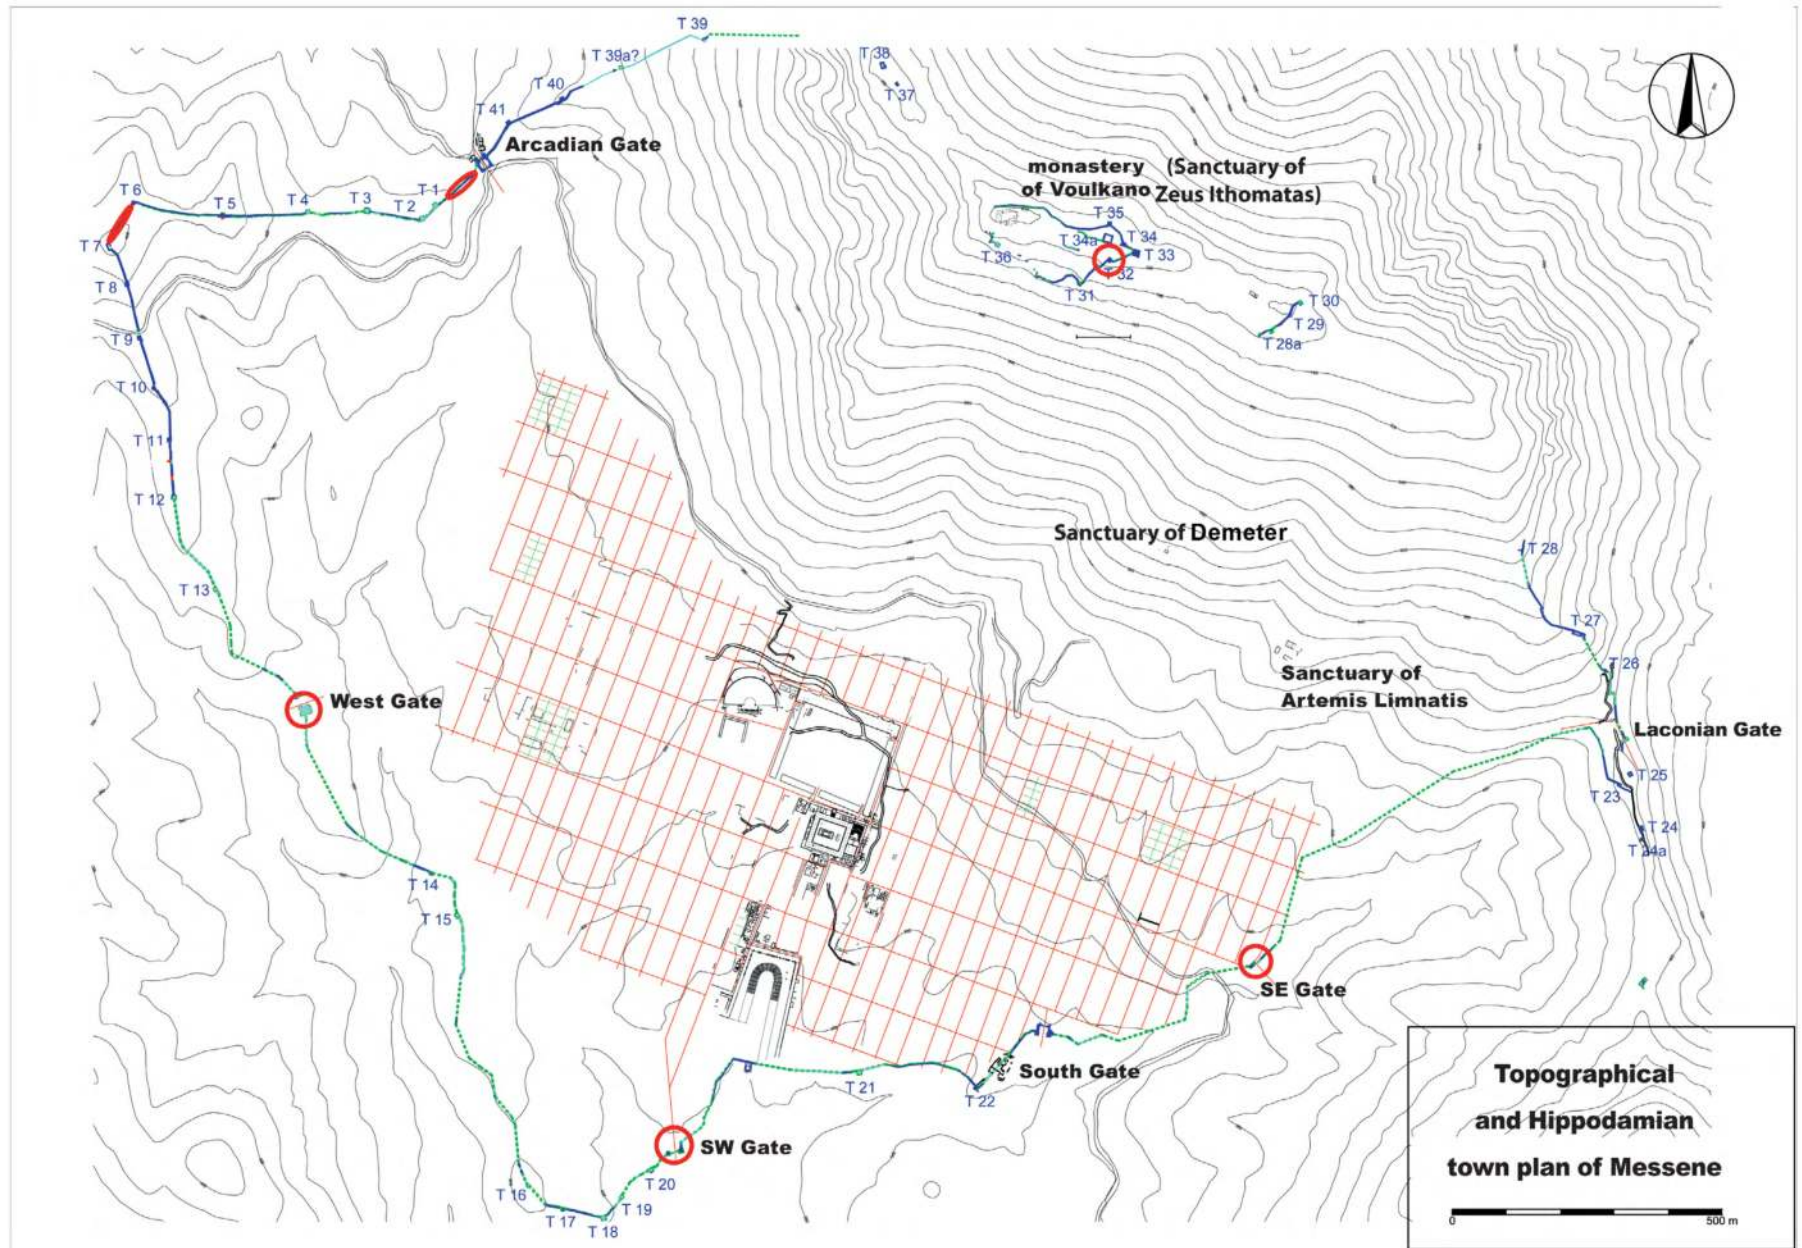 T 39
T 39a?
T 38
T 40
T 37
T 41
Arcadian Gate
monastery (Sanctuary of
of Voulkano Zeus Ithomatas)
T 6
T 5
T 4
T 3
T 2
T 1
T 35
T 34a
T 34
T 7
T 36
T 33
T 32
T 8
T 31
T 30
T 29
T 9
T 28a
T 10
T 11
T 12
Sanctuary of Demeter
T 28
T 13
T 27
T 26
Sanctuary of
Artemis Limnatis
West Gate
Laconian Gate
T 25
T 23
T 24
T 24a
T 14
T 15
SE Gate
South Gate
T 21
T 22
SW Gate
T 20
T 16
T 19
T 17
T 18
Topographical
and Hippodamian
town plan of Messene
0
500 m